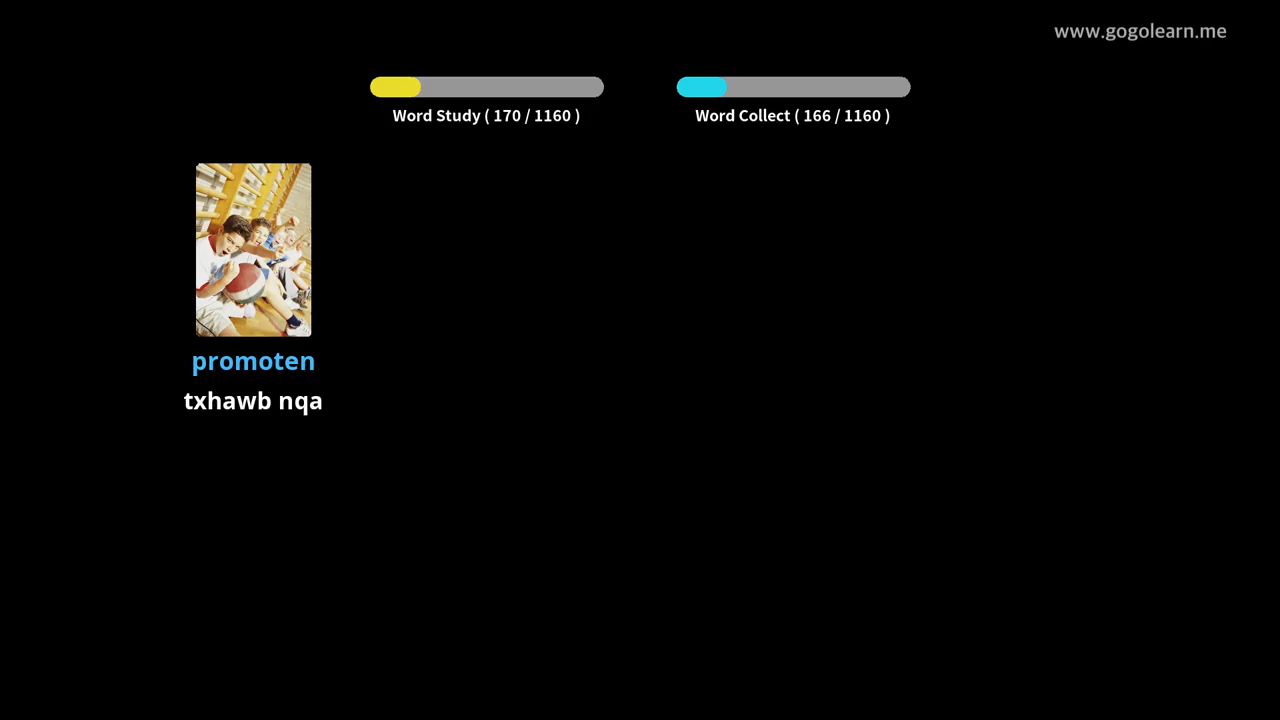 www.gogolearn.me
Word Study ( 170 / 1160 )
Word Collect ( 166 / 1160 )
promoten
txhawb nqa